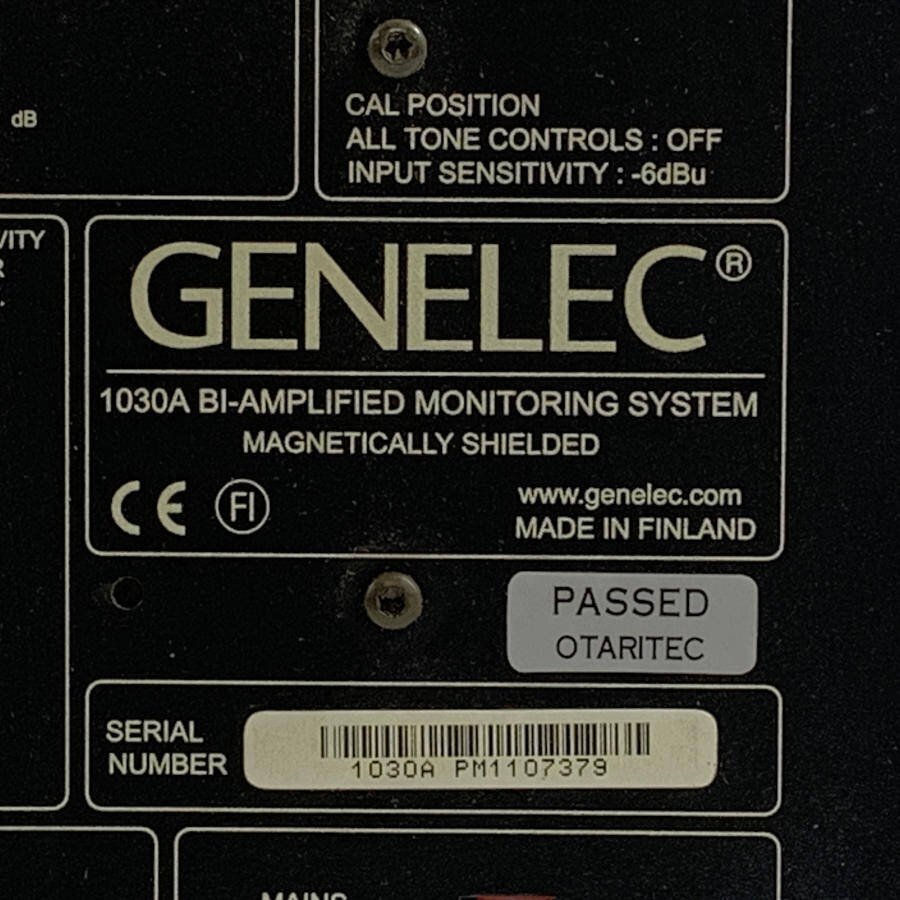 dB
CAL POSITION
ALL TONE CONTROLS : OFF
INPUT SENSITIVITY : -6dBu
GENELEC®
1030A BI-AMPLIFIED MONITORING SYSTEM
MAGNETICALLY SHIELDED
CE FI
www.genelec.com
MADE IN FINLAND
PASSED
OTARITEC
SERIAL
NUMBER
1030A PM1107379
MAINS